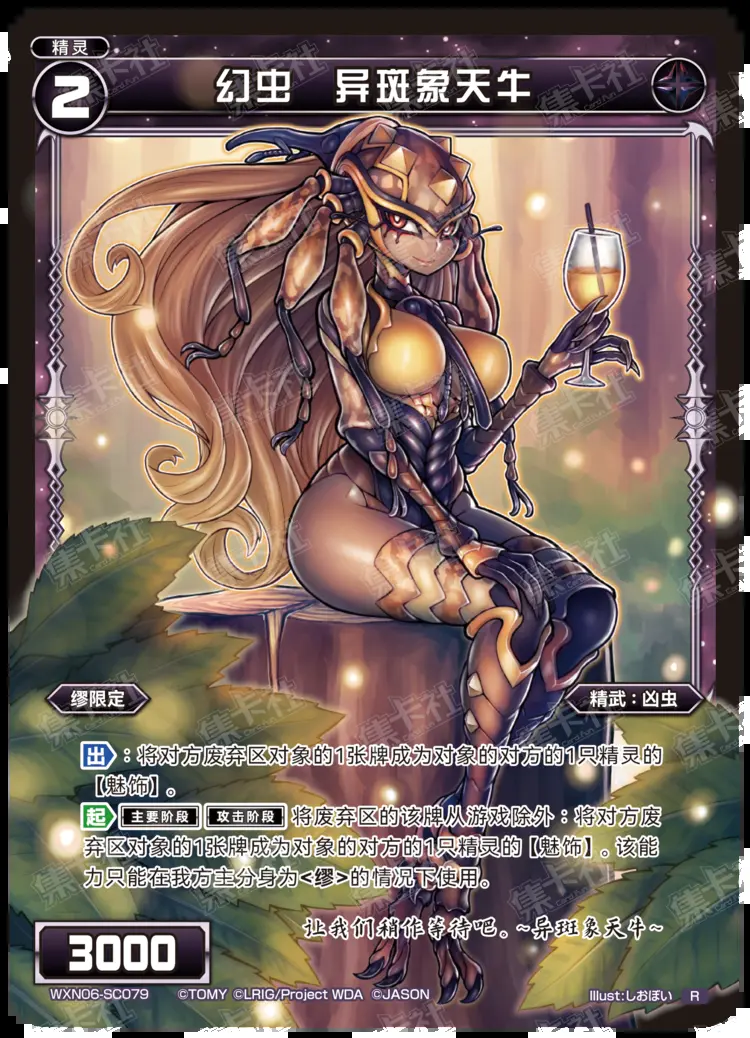 精灵
2
幻虫 异斑象天牛
缪限定
精武：凶虫
出：将对方废弃区对象的1张牌成为对象的对方的1只精灵的
【魅饰】。
起 主要阶段 攻击阶段 将废弃区的该牌从游戏除外：将对方废
弃区对象的1张牌成为对象的对方的1只精灵的【魅饰】。该能
力只能在我方主分身为<缪>的情况下使用。
让我们稍作等待吧。~异斑象天牛~
3000
WXN06-SC079 ©TOMY ©LRIG/Project WDA ©JASON
Illust:しおぼい R
集卡社